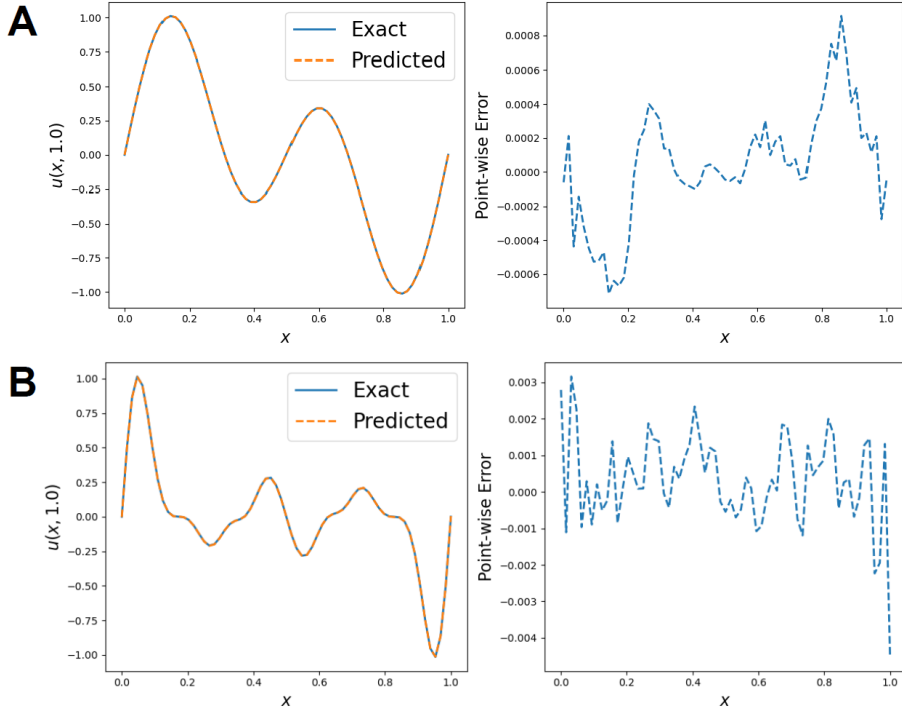 A
Exact
Predicted
u(x, 1.0)
1.00
0.75
0.50
0.25
0.00
−0.25
−0.50
−0.75
−1.00
0.0 0.2 0.4 0.6 0.8 1.0
x
Point-wise Error
0.0008
0.0006
0.0004
0.0002
0.0000
−0.0002
−0.0004
−0.0006
0.0 0.2 0.4 0.6 0.8 1.0
x
B
Exact
Predicted
u(x, 1.0)
1.00
0.75
0.50
0.25
0.00
−0.25
−0.50
−0.75
−1.00
0.0 0.2 0.4 0.6 0.8 1.0
x
Point-wise Error
0.003
0.002
0.001
0.000
−0.001
−0.002
−0.003
−0.004
0.0 0.2 0.4 0.6 0.8 1.0
x